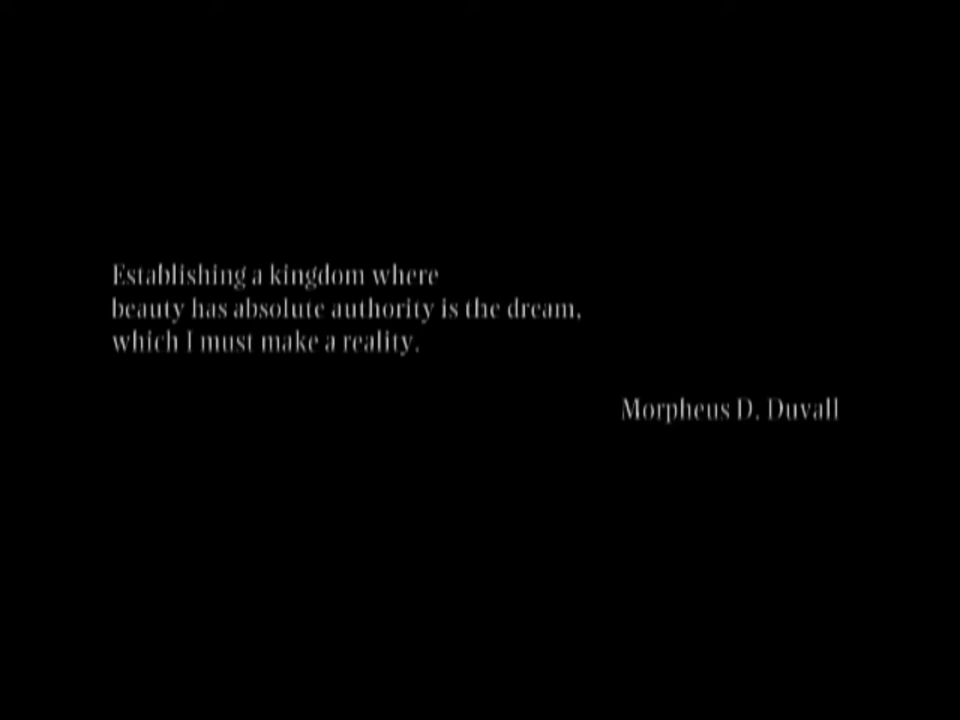 Establishing a kingdom where
beauty has absolute authority is the dream,
which I must make a reality.
Morpheus D. Duvall